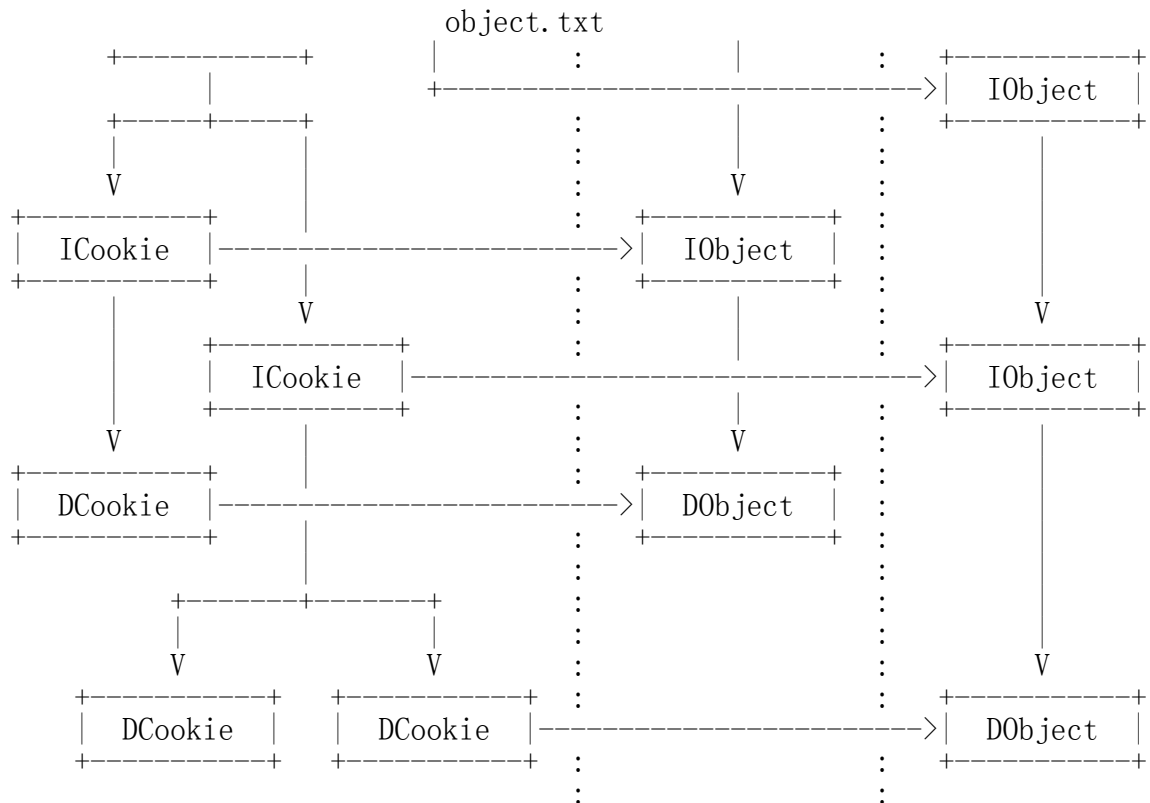 object.txt
IObject
V V
ICookie IObject
V V
ICookie IObject
V V
DCookie DObject
V V V
DCookie DCookie DObject